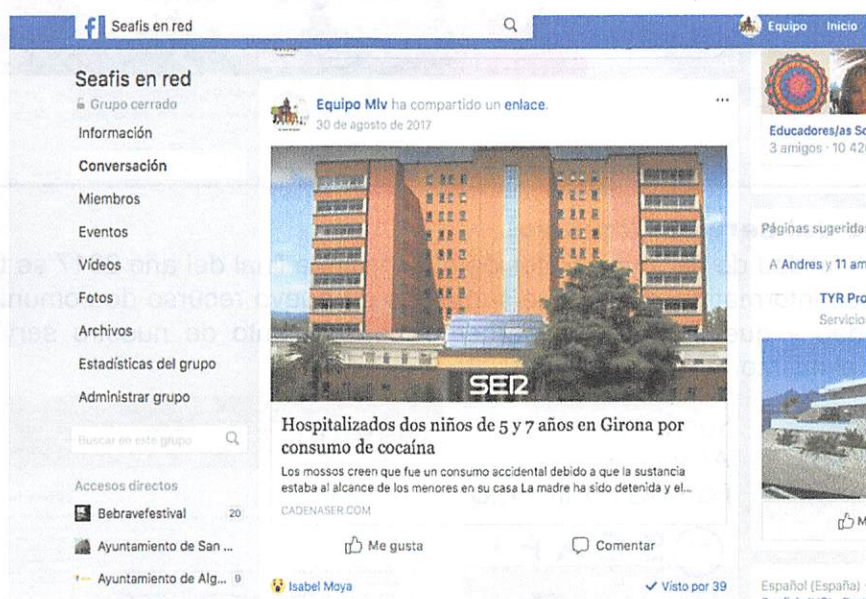 Seafis en red
Equipo Inicio
Seafis en red
Grupo cerrado
Información
Conversación
Miembros
Eventos
Vídeos
Fotos
Archivos
Estadísticas del grupo
Administrar grupo
Buscar en este grupo
Accesos directos
Bebravefestival 20
Ayuntamiento de San ...
Ayuntamiento de Alg... 9
Equipo Mlv ha compartido un enlace.
30 de agosto de 2017
SER
Hospitalizados dos niños de 5 y 7 años en Girona por
consumo de cocaína
Los mossos creen que fue un consumo accidental debido a que la sustancia
estaba al alcance de los menores en su casa La madre ha sido detenida y el...
CADENASER.COM
Me gusta Comentar
Isabel Moya Visto por 39
Educadores/as So
3 amigos · 10 42
Páginas sugeridas
A Andres y 11 am
TYR Pro
Servicio
M
Español (España)